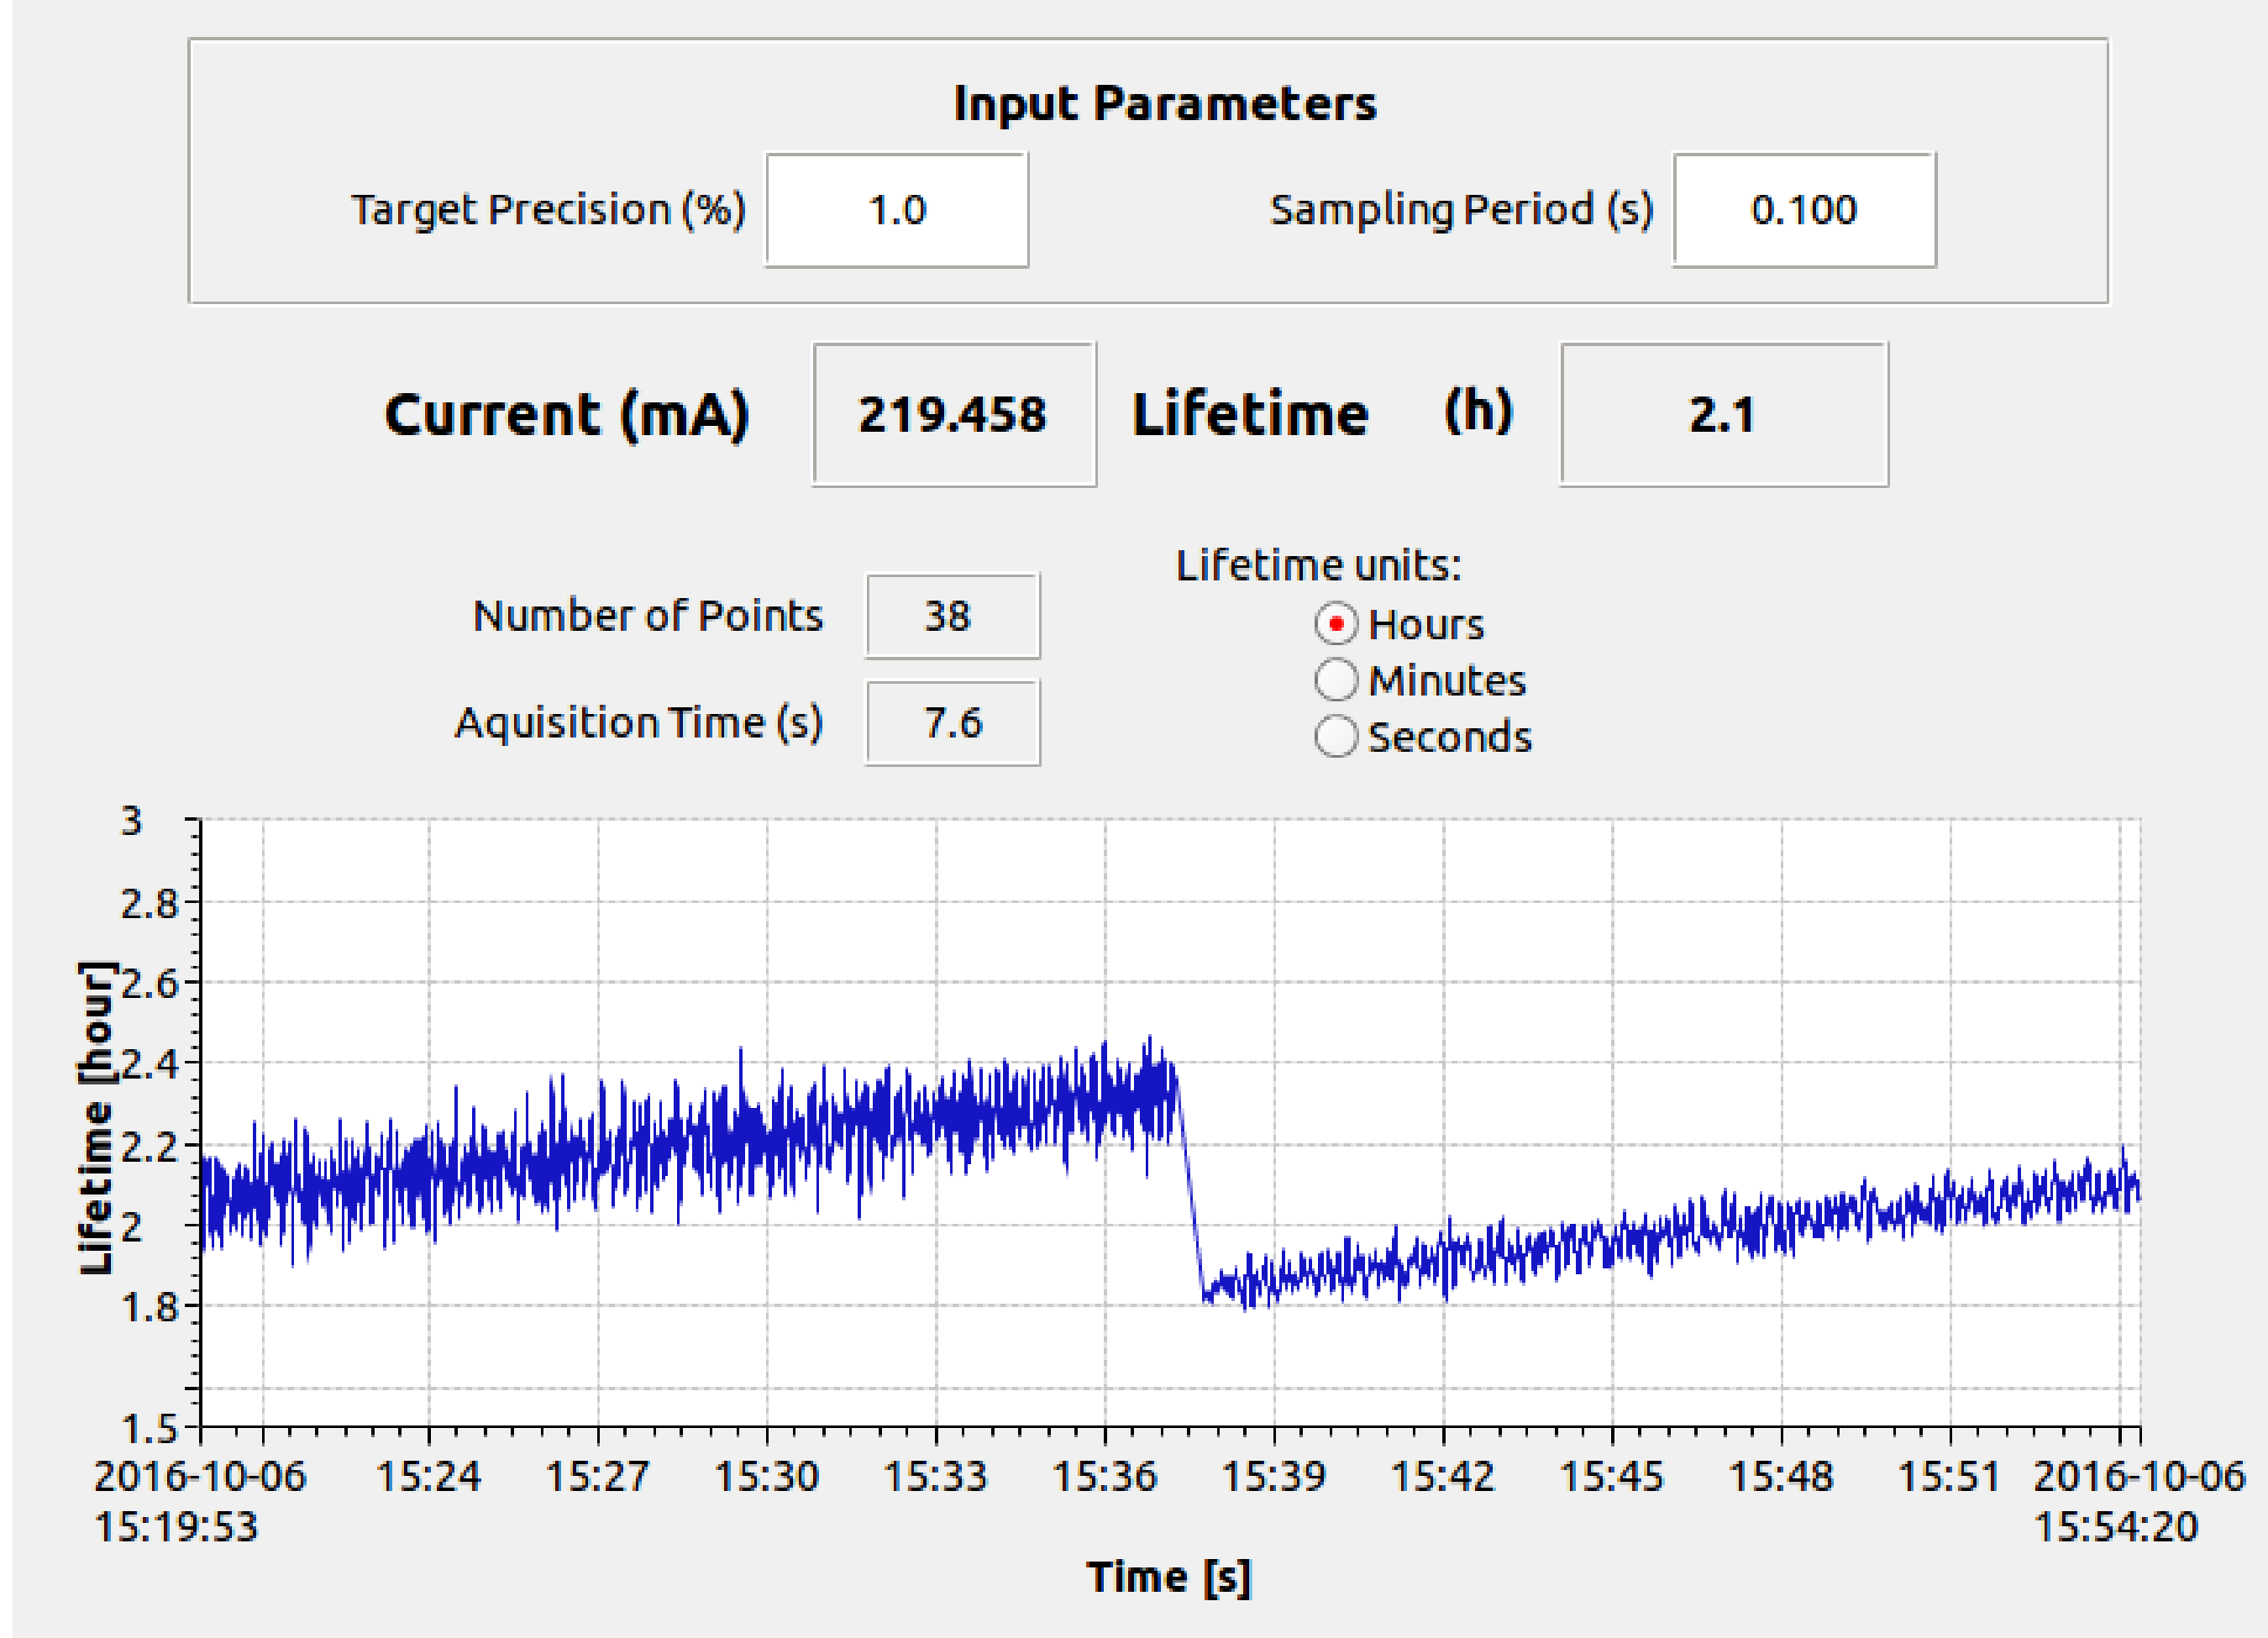 Input Parameters
Target Precision (%) 1.0 Sampling Period (s) 0.100
Current (mA) 219.458 Lifetime (h) 2.1
Lifetime units:
Number of Points 38 Hours
Minutes
Aquisition Time (s) 7.6 Seconds
3
2.8
2.6
2.4
2.2
2
1.8
1.5
Lifetime [hour]
2016-10-06 15:24 15:27 15:30 15:33 15:36 15:39 15:42 15:45 15:48 15:51 2016-10-06
15:19:53 15:54:20
Time [s]